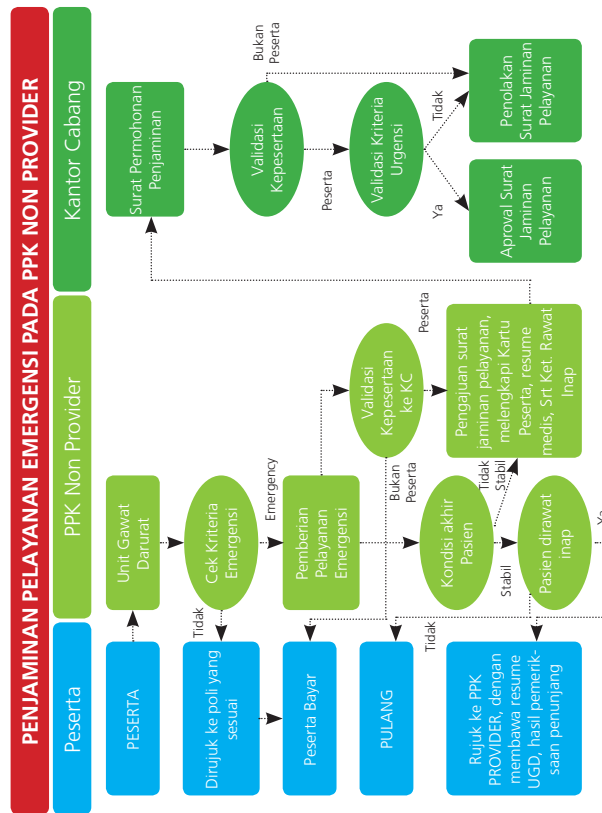 PENJAMINAN PELAYANAN EMERGENSI PADA PPK NON PROVIDER
Peserta
PPK Non Provider
Kantor Cabang
PESERTA
Unit Gawat
Darurat
Surat Permohonan
Penjaminan
Cek Kriteria
Emergensi
Tidak
Emergency
Dirujuk ke poli yang
sesuai
Pemberian
Pelayanan
Emergensi
Peserta Bayar
Validasi
Kepesertaan
ke KC
Bukan
Peserta
Peserta
Validasi
Kepesertaan
Bukan
Peserta
Peserta
Validasi Kriteria
Urgensi
Ya
Tidak
Aproval Surat
Jaminan
Pelayanan
Penolakan
Surat Jaminan
Pelayanan
Kondisi akhir
Pasien
Tidak
Stabil
Stabil
Pengajuan surat
jaminan pelayanan,
melengkapi Kartu
Peserta, resume
medis, Srt Ket. Rawat
Inap
PULANG
Tidak
Pasien dirawat
inap
Ya
Rujuk ke PPK
PROVIDER, dengan
membawa resume
UGD, hasil pemerik-
saan penunjang